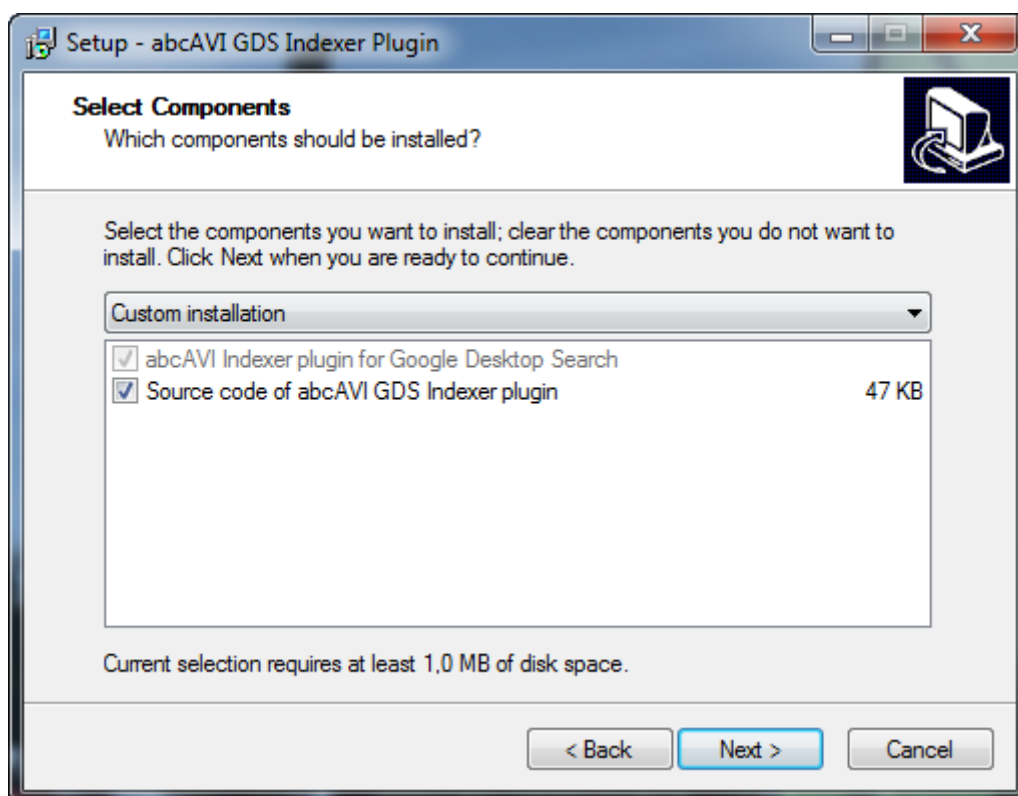 Setup - abcAVI GDS Indexer Plugin
Select Components
Which components should be installed?
Select the components you want to install; clear the components you do not want to
install. Click Next when you are ready to continue.
Custom installation
abcAVI Indexer plugin for Google Desktop Search
Source code of abcAVI GDS Indexer plugin 47 KB
Current selection requires at least 1,0 MB of disk space.
< Back Next > Cancel